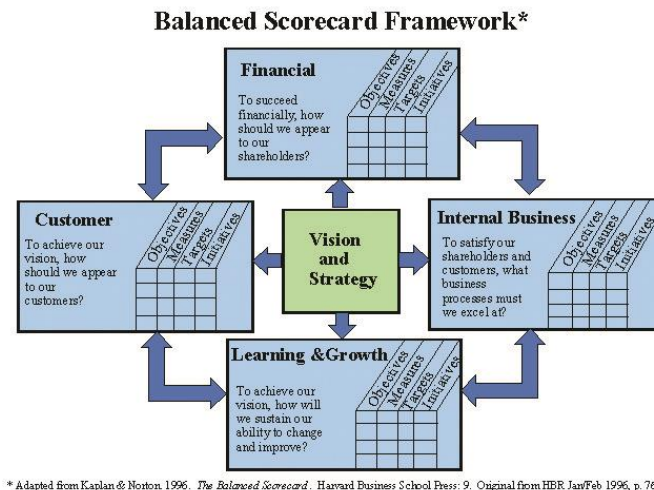 Balanced Scorecard Framework*
Financial
To succeed
financially, how
should we appear
to our
shareholders?
Objectives
Measures
Targets
Initiatives
Customer
To achieve our
vision, how
should we appear
to our
customers?
Objectives
Measures
Targets
Initiatives
Vision
and
Strategy
Internal Business
To satisfy our
shareholders and
customers, what
business
processes must
we excel at?
Objectives
Measures
Targets
Initiatives
Learning &Growth
To achieve our
vision, how will
we sustain our
ability to change
and improve?
Objectives
Measures
Targets
Initiatives
* Adapted from Kaplan & Norton. 1996. The Balanced Scorecard. Harvard Business School Press: 9. Original from HBR Jan/Feb 1996, p. 76